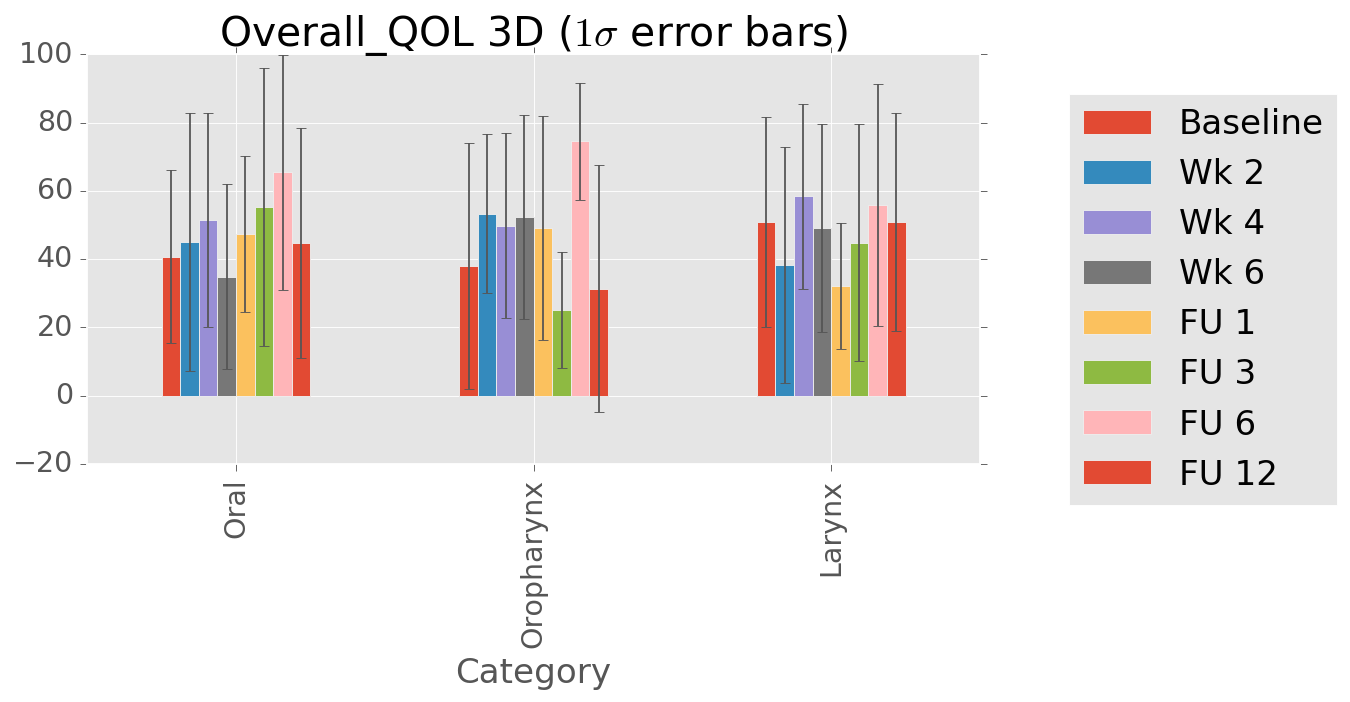 Overall_QOL 3D (1σ error bars)
100
80
60
40
20
0
−20
Oral
Oropharynx
Larynx
Category
Baseline
Wk 2
Wk 4
Wk 6
FU 1
FU 3
FU 6
FU 12